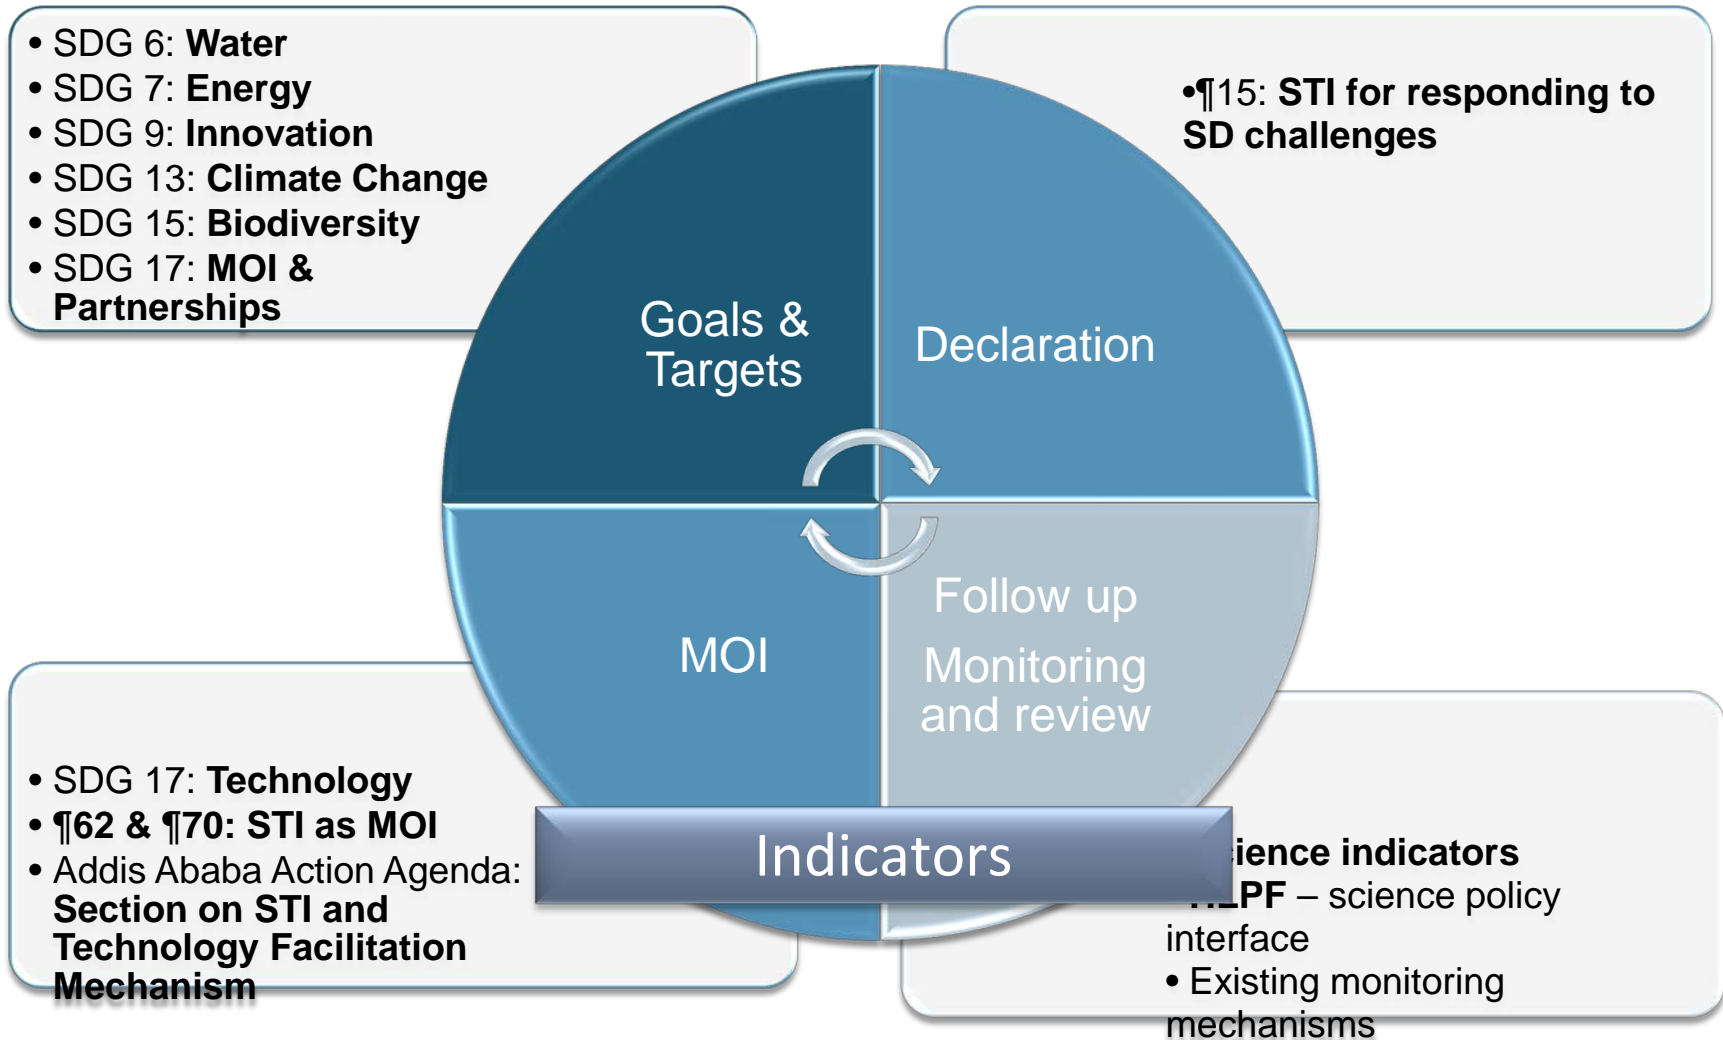 • SDG 6: Water
• SDG 7: Energy
• SDG 9: Innovation
• SDG 13: Climate Change
• SDG 15: Biodiversity
• SDG 17: MOI &
Partnerships
•¶15: STI for responding to
SD challenges
Goals &
Targets
Declaration
MOI
Follow up
Monitoring
and review
• SDG 17: Technology
• ¶62 & ¶70: STI as MOI
• Addis Ababa Action Agenda:
Section on STI and
Technology Facilitation
Mechanism
Indicators
indicators
– science policy
interface
• Existing monitoring
mechanisms